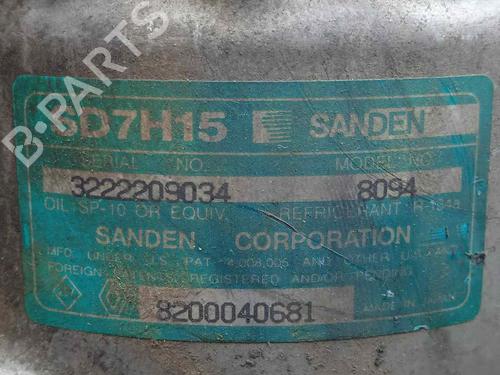 B-PARTS
SD7H15 SANDEN
SERIAL NO. MODEL NO.
3222209034 8094
OIL SP-10 OR EQUIV. REFRIGERANT R-134a
SANDEN CORPORATION
MFD. UNDER U.S. PAT. 4,008,005 AND OTHER U.S. PAT.
FOREIGN PATENTS REGISTERED AND/OR PENDING
8200040681
MADE IN JAPAN